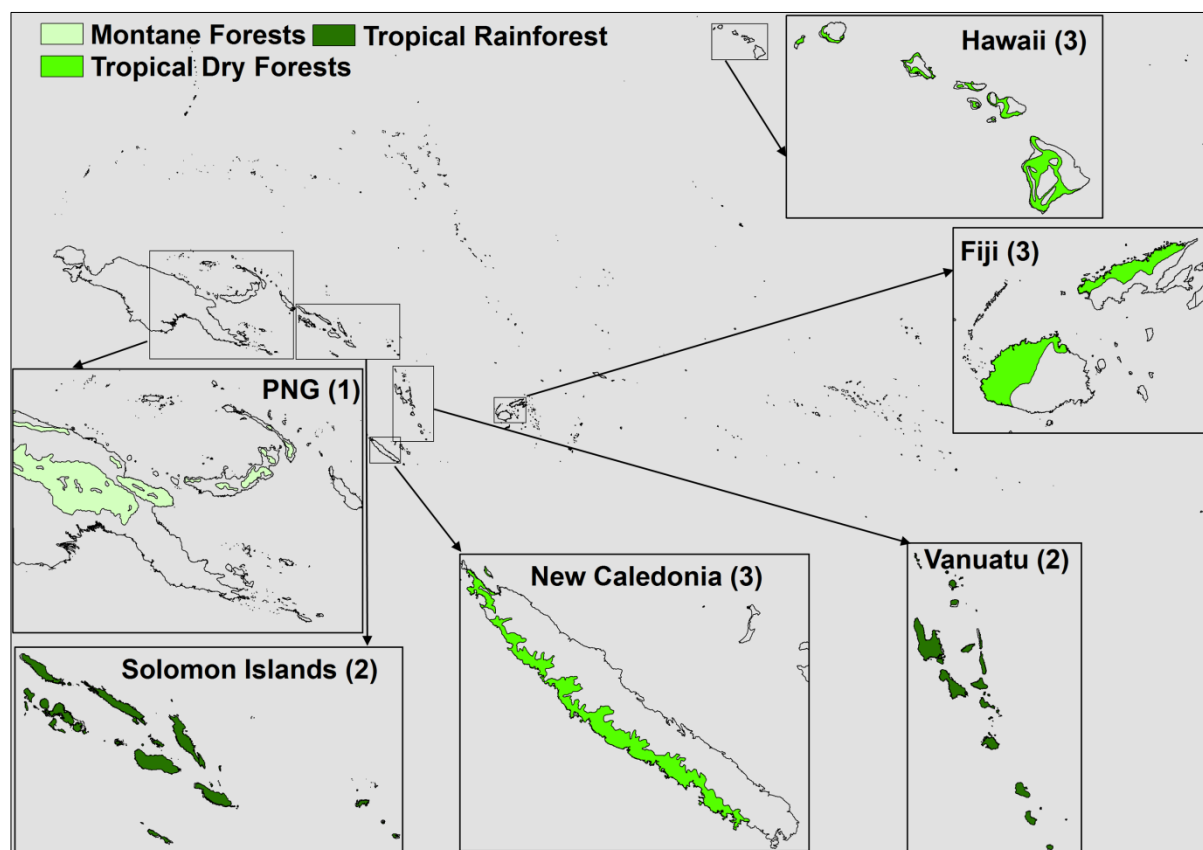 Montane Forests
Tropical Rainforest
Tropical Dry Forests
Hawaii (3)
Fiji (3)
PNG (1)
New Caledonia (3)
Vanuatu (2)
Solomon Islands (2)